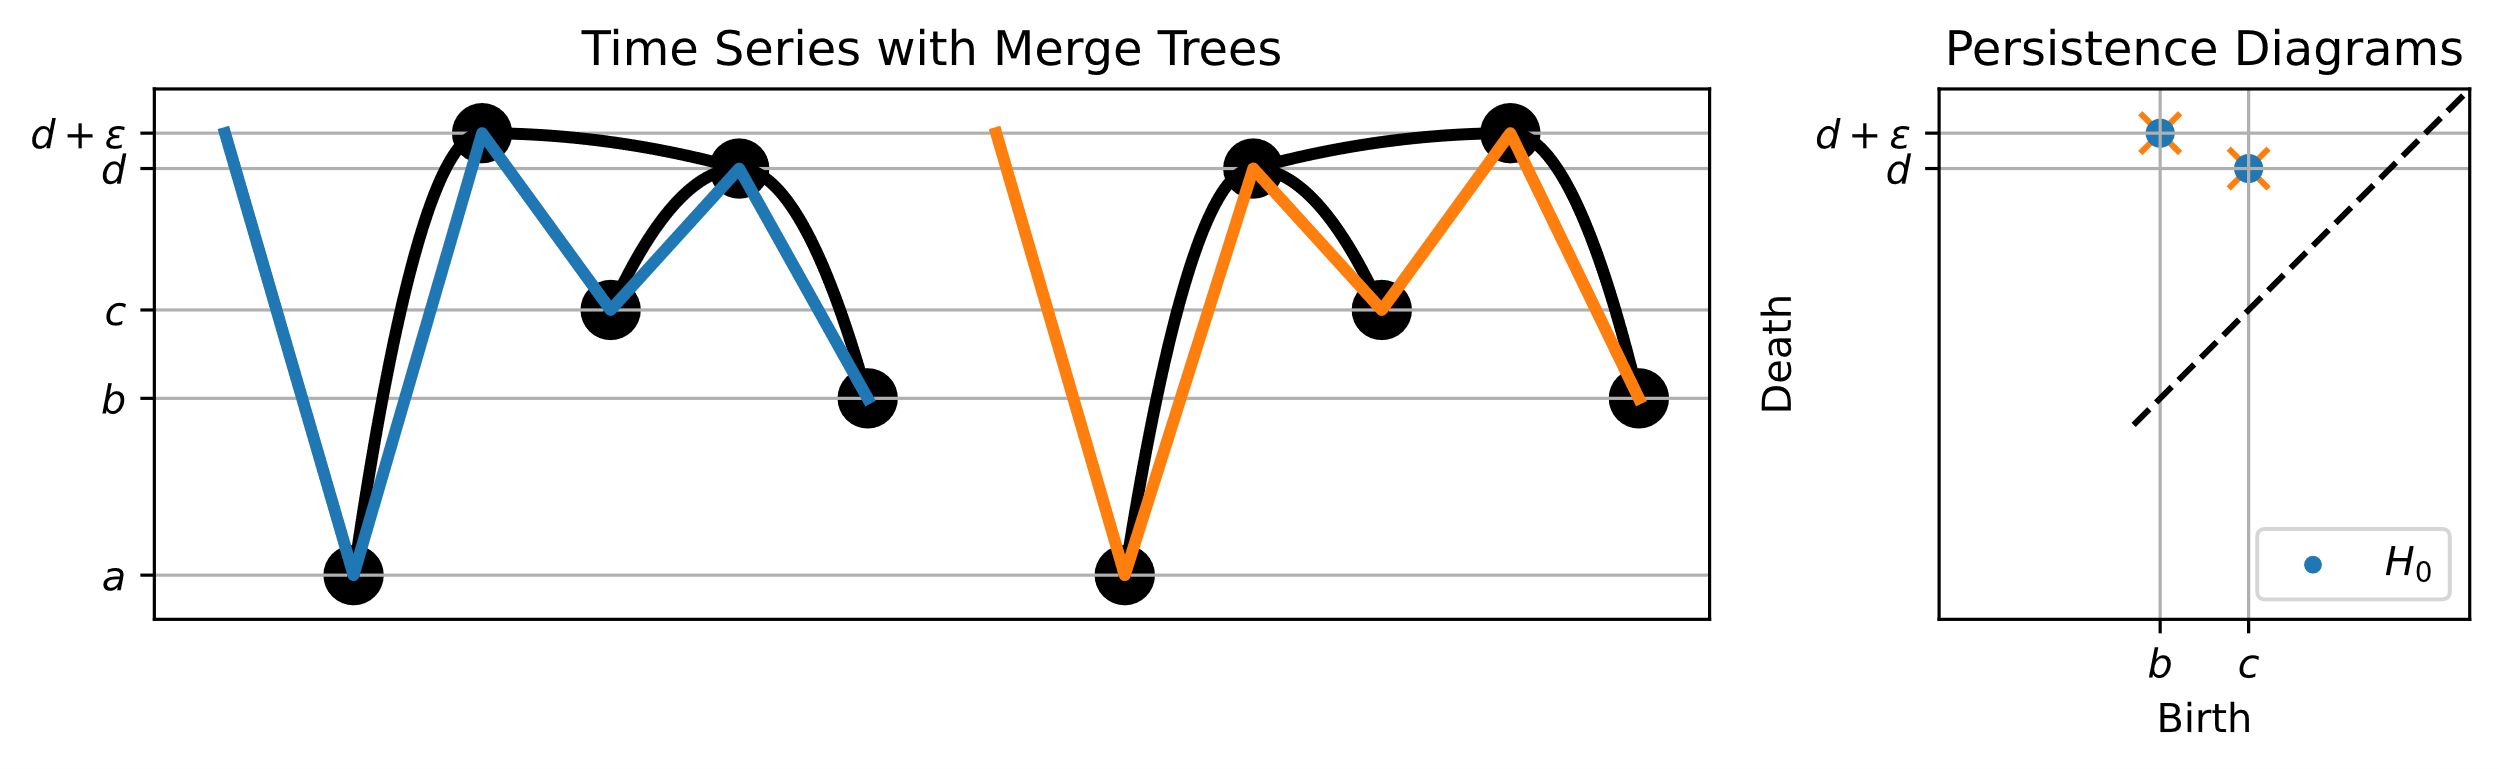 Time Series with Merge Trees
d + ε
d
c
b
a
Persistence Diagrams
d + ε
d
Death
H₀
b c
Birth